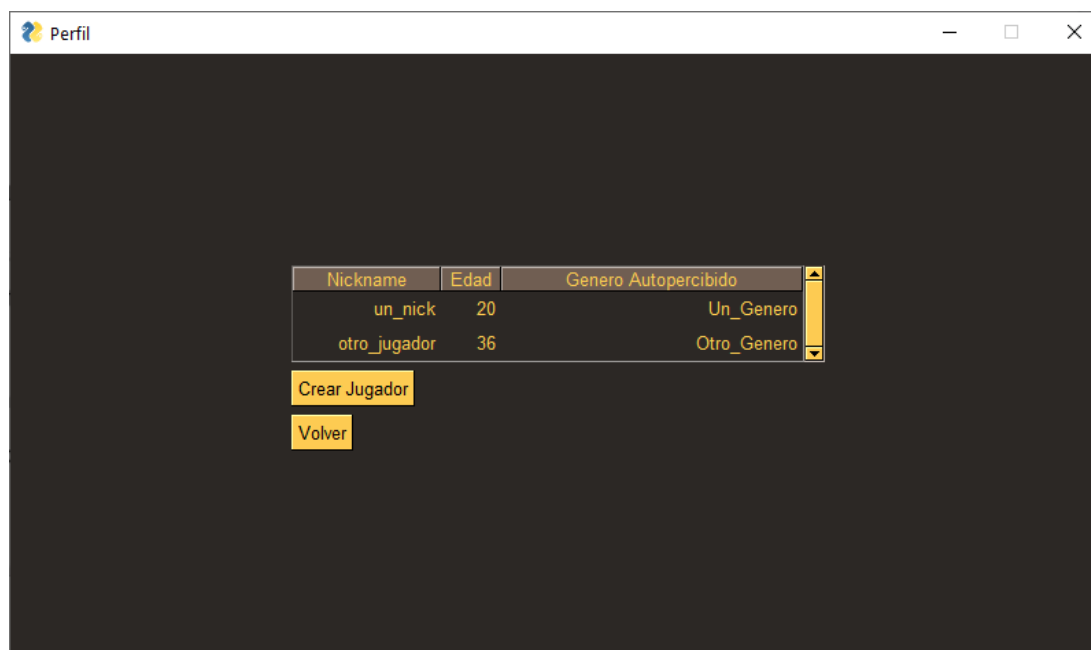 Perfil
Nickname Edad Genero Autopercibido
un_nick 20 Un_Genero
otro_jugador 36 Otro_Genero
Crear Jugador
Volver